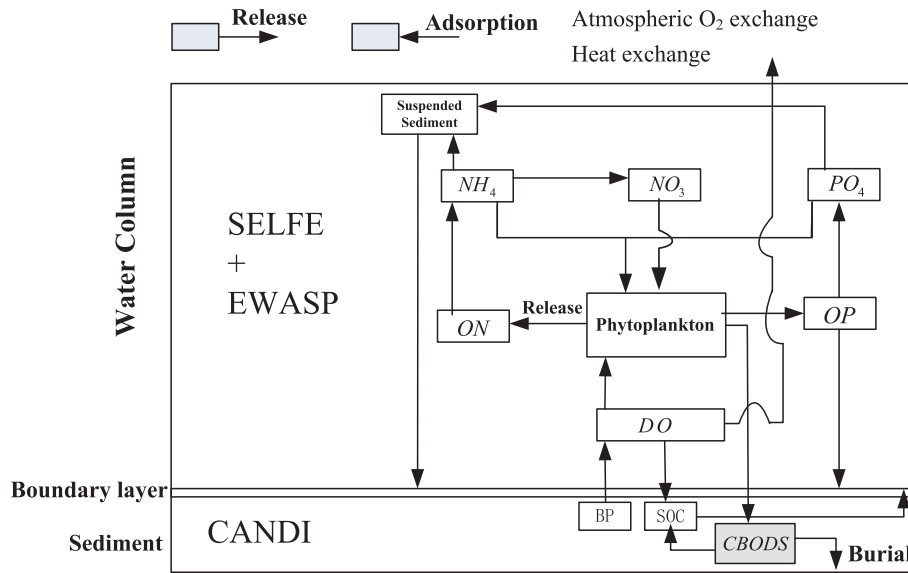 Release
Adsorption
Atmospheric O₂ exchange
Heat exchange
Suspended
Sediment
NH₄
NO₃
PO₄
Water Column
SELFE
+
EWASP
ON
Release
Phytoplankton
OP
DO
Boundary layer
BP
SOC
Sediment
CANDI
CBODS
Burial